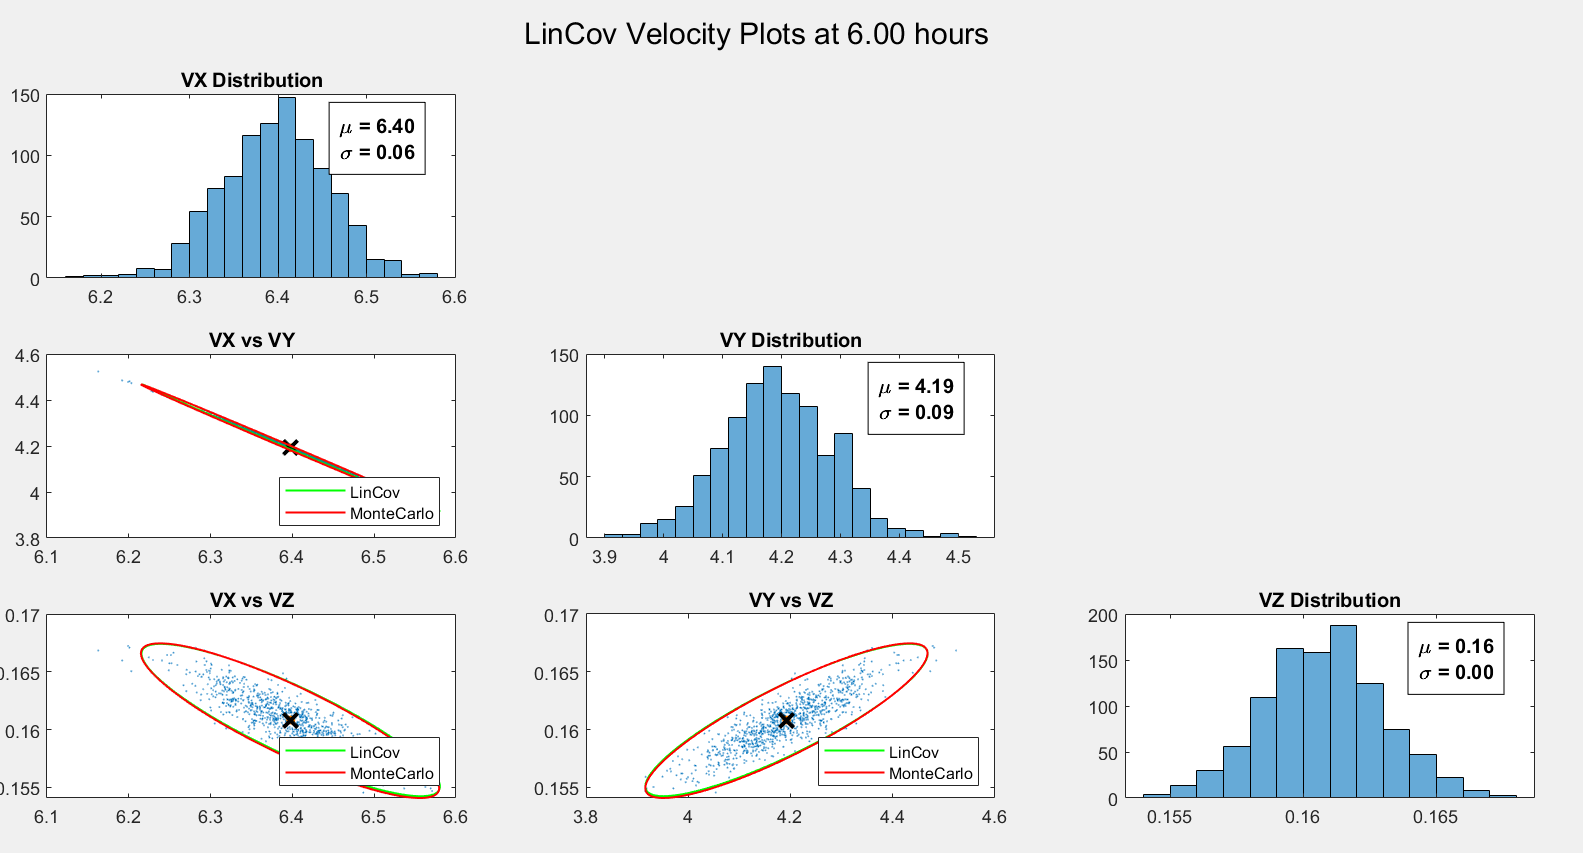 LinCov Velocity Plots at 6.00 hours
VX Distribution
150
100
50
0
6.2 6.3 6.4 6.5 6.6
μ = 6.40
σ = 0.06
VX vs VY
4.6
4.4
4.2
4
3.8
6.1 6.2 6.3 6.4 6.5 6.6
LinCov
MonteCarlo
VY Distribution
150
100
50
0
3.9 4 4.1 4.2 4.3 4.4 4.5
μ = 4.19
σ = 0.09
VX vs VZ
0.17
0.165
0.16
0.155
6.1 6.2 6.3 6.4 6.5 6.6
LinCov
MonteCarlo
VY vs VZ
0.17
0.165
0.16
0.155
3.8 4 4.2 4.4 4.6
LinCov
MonteCarlo
VZ Distribution
200
150
100
50
0
0.155 0.16 0.165
μ = 0.16
σ = 0.00